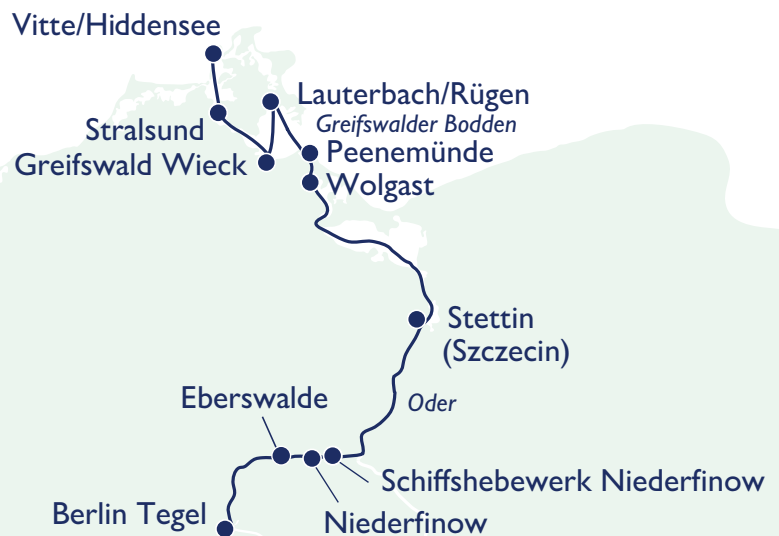 Vitte/Hiddensee
Lauterbach/Rügen
Greifswalder Bodden
Stralsund
Greifswald Wieck
Peenemünde
Wolgast
Stettin
(Szczecin)
Oder
Eberswalde
Schiffshebewerk Niederfinow
Niederfinow
Berlin Tegel